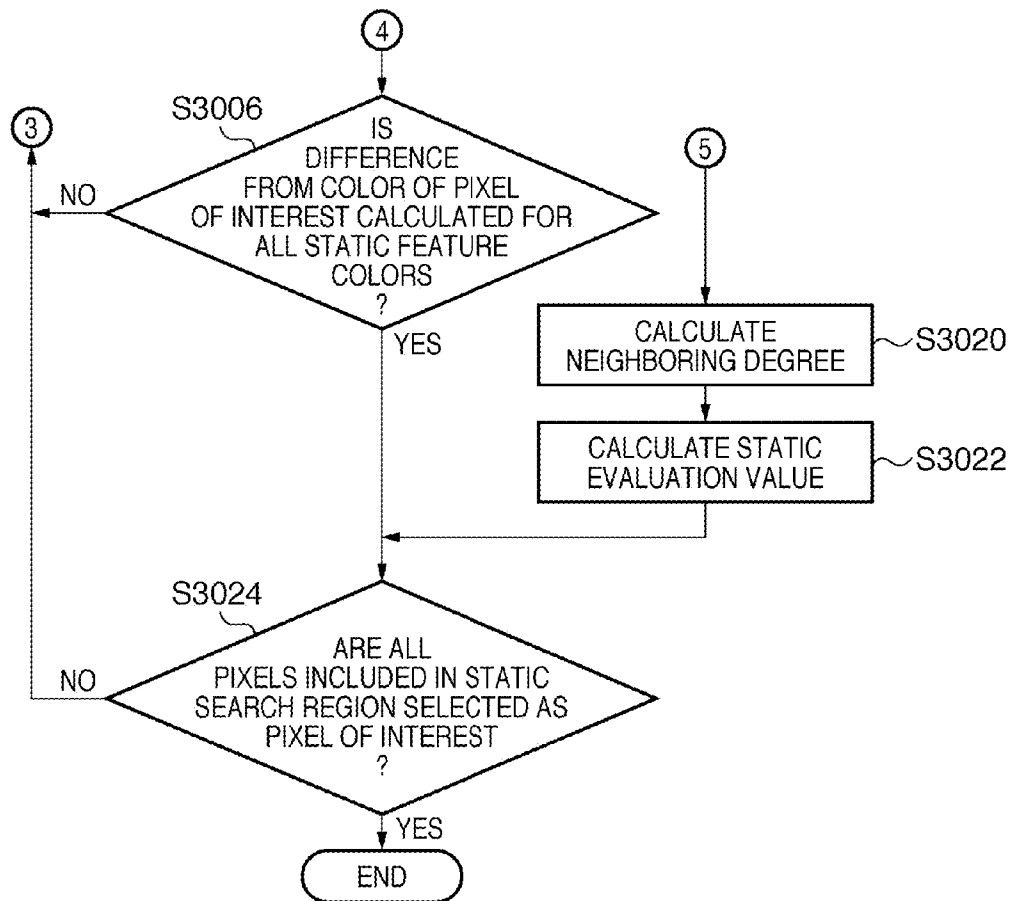 4
S3006
3
IS
DIFFERENCE
FROM COLOR OF PIXEL
OF INTEREST CALCULATED FOR
ALL STATIC FEATURE
COLORS
?
NO
YES
5
CALCULATE
NEIGHBORING DEGREE
S3020
CALCULATE STATIC
EVALUATION VALUE
S3022
S3024
ARE ALL
PIXELS INCLUDED IN STATIC
SEARCH REGION SELECTED AS
PIXEL OF INTEREST
?
NO
YES
END